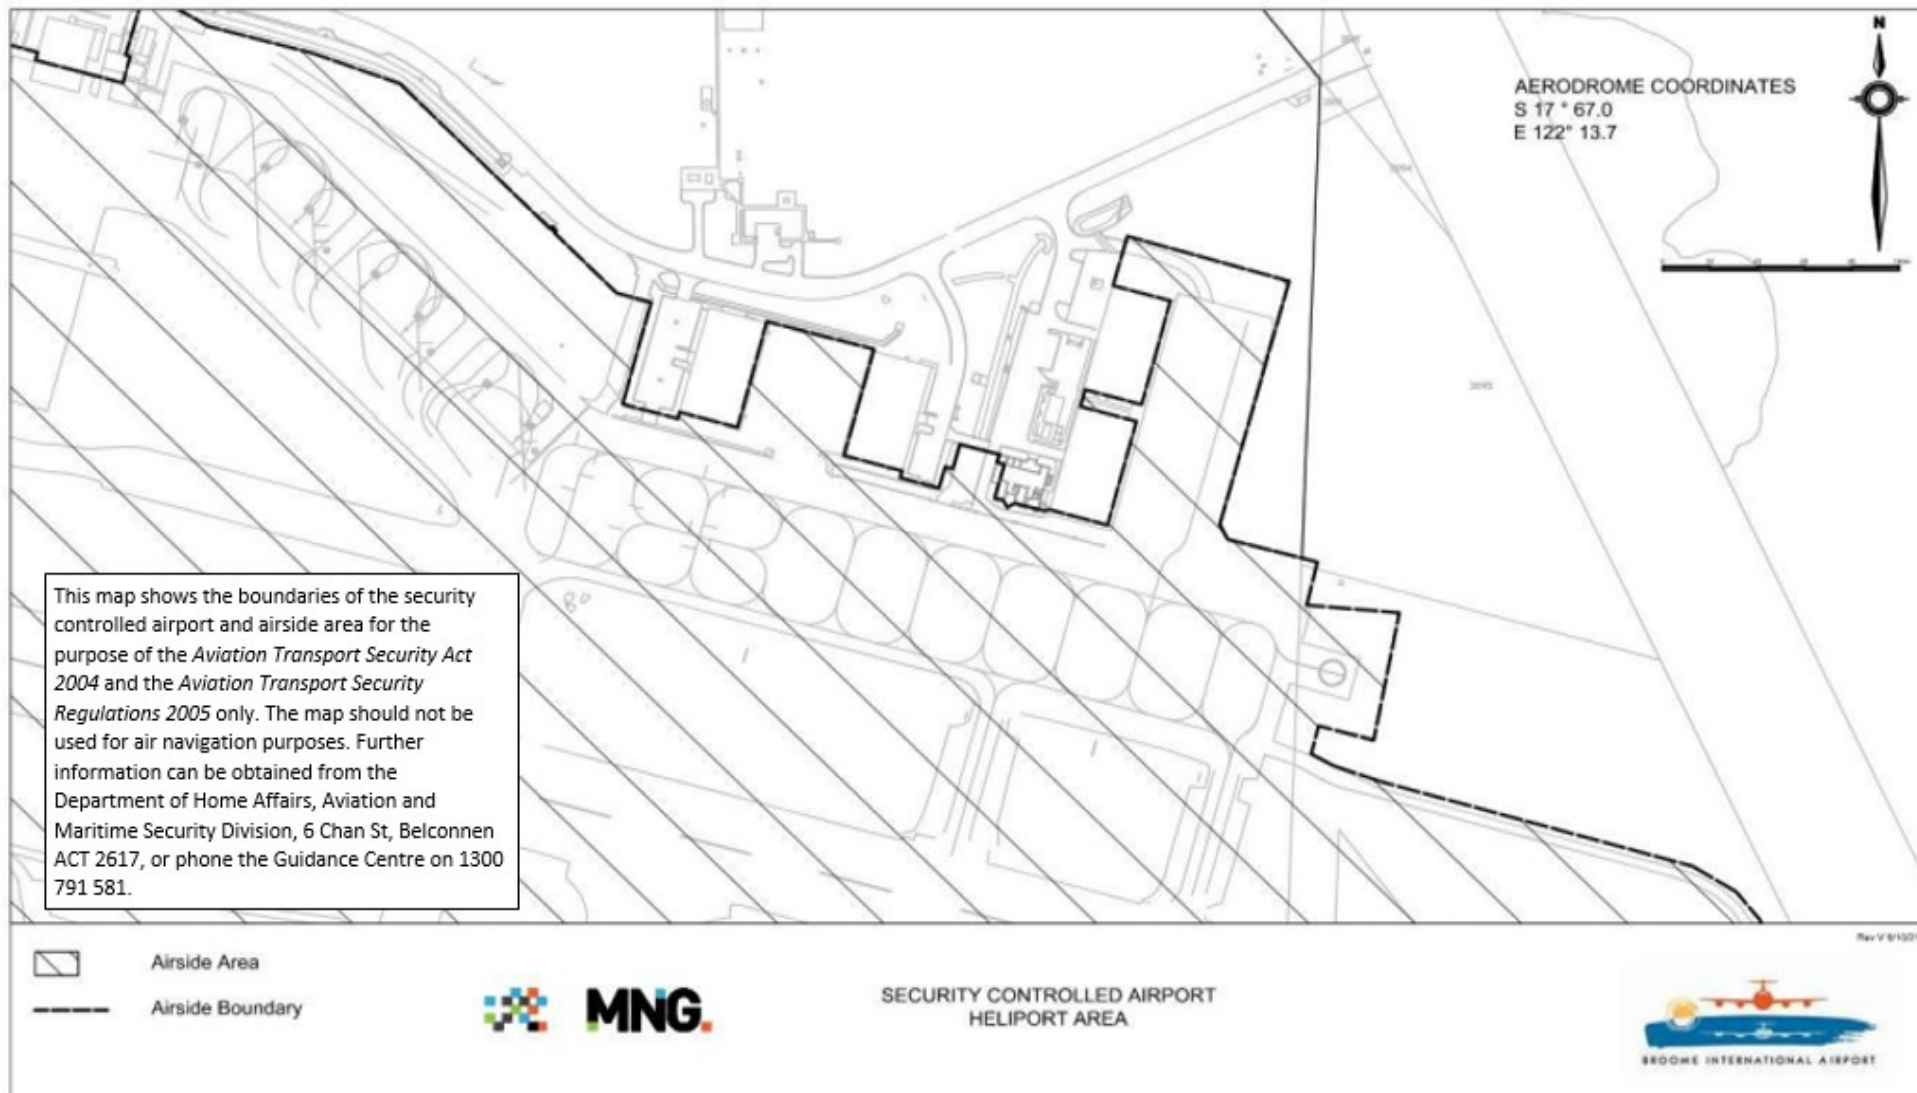 N
AERODROME COORDINATES
S 17 ° 67.0
E 122° 13.7
This map shows the boundaries of the security
controlled airport and airside area for the
purpose of the Aviation Transport Security Act
2004 and the Aviation Transport Security
Regulations 2005 only. The map should not be
used for air navigation purposes. Further
information can be obtained from the
Department of Home Affairs, Aviation and
Maritime Security Division, 6 Chan St, Belconnen
ACT 2617, or phone the Guidance Centre on 1300
791 581.
Airside Area
Airside Boundary
MNG.
SECURITY CONTROLLED AIRPORT
HELIPORT AREA
Rev V
BROOME INTERNATIONAL AIRPORT